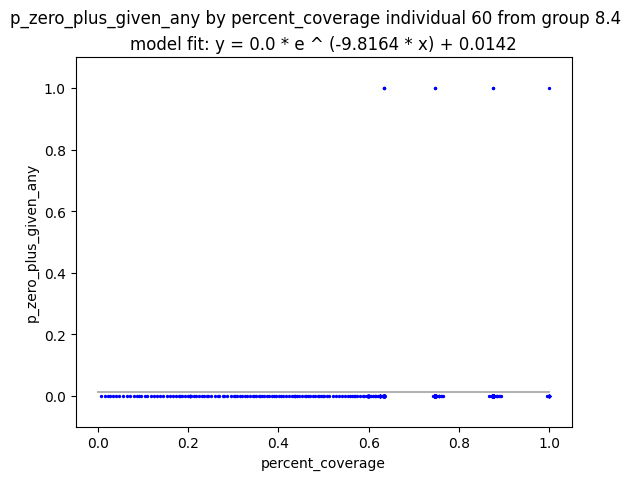 p_zero_plus_given_any by percent_coverage individual 60 from group 8.4
model fit: y = 0.0 * e ^ (-9.8164 * x) + 0.0142
1.0
0.8
0.6
0.4
0.2
0.0
p_zero_plus_given_any
0.0 0.2 0.4 0.6 0.8 1.0
percent_coverage